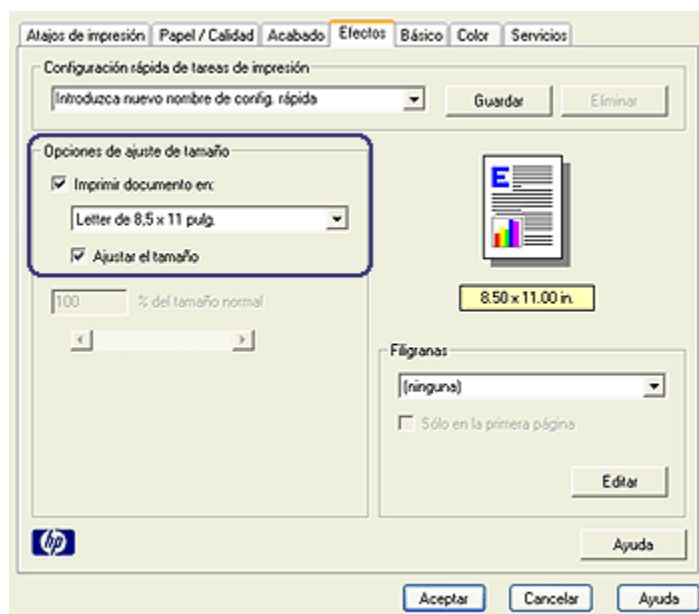 Atajos de impresión Papel / Calidad Acabado Efectos Básico Color Servicios
Configuración rápida de tareas de impresión
Introduzca nuevo nombre de config. rápida Guardar Eliminar
Opciones de ajuste de tamaño
Imprimir documento en:
Letter de 8,5 x 11 pulg.
Ajustar el tamaño
100 % del tamaño normal
E
8.50 x 11.00 in.
Filigranas
(ninguna)
Sólo en la primera página
Editar
hp
Ayuda
Aceptar Cancelar Ayuda